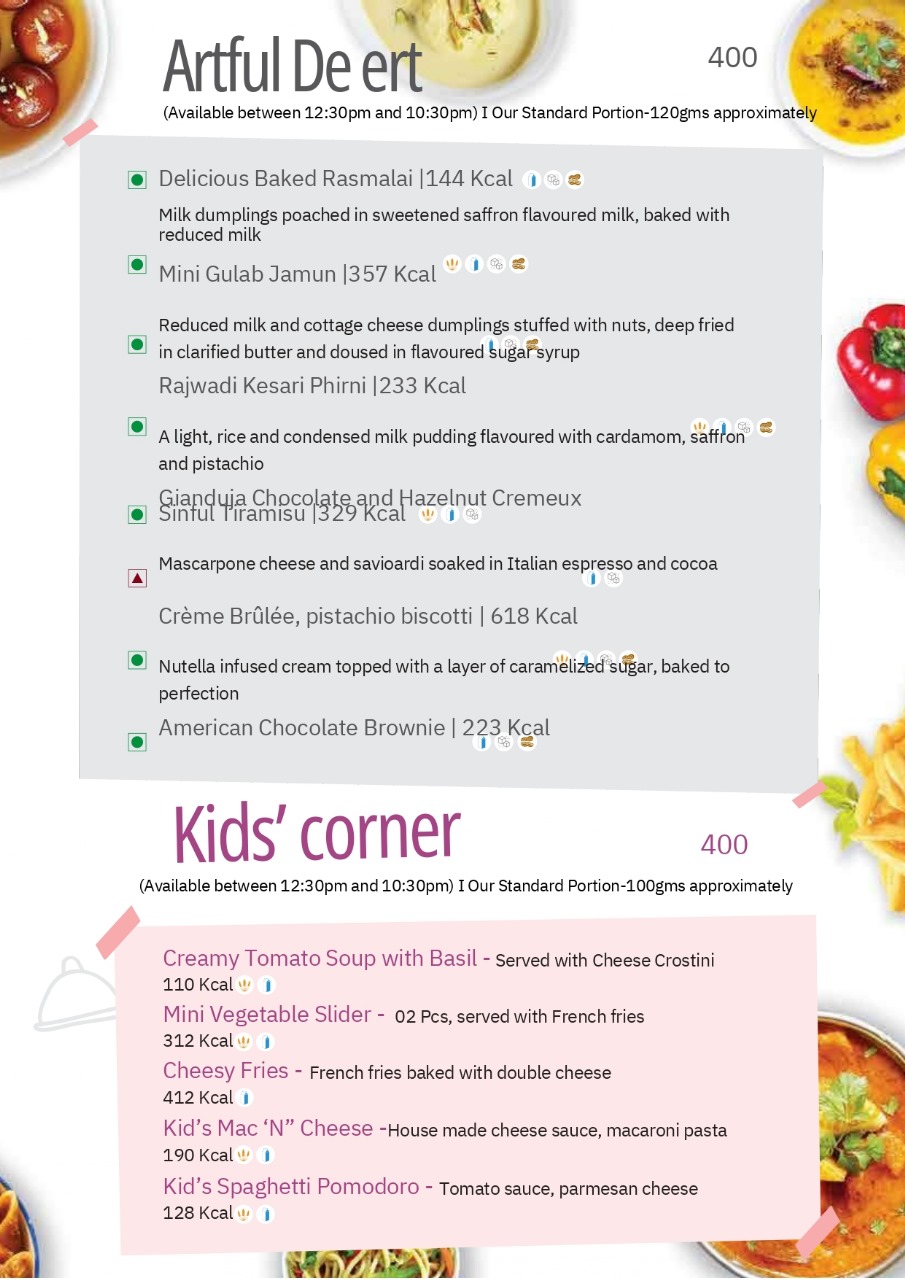 Artful De ert
400
(Available between 12:30pm and 10:30pm) I Our Standard Portion-120gms approximately
Delicious Baked Rasmalai |144 Kcal
Milk dumplings poached in sweetened saffron flavoured milk, baked with
reduced milk
Mini Gulab Jamun |357 Kcal
Reduced milk and cottage cheese dumplings stuffed with nuts, deep fried
in clarified butter and doused in flavoured sugar syrup
Rajwadi Kesari Phirni |233 Kcal
A light, rice and condensed milk pudding flavoured with cardamom, saffron
and pistachio
Gianduja Chocolate and Hazelnut Cremeux
Sinful Tiramisu |329 Kcal
Mascarpone cheese and savioardi soaked in Italian espresso and cocoa
Crème Brûlée, pistachio biscotti | 618 Kcal
Nutella infused cream topped with a layer of caramelized sugar, baked to
perfection
American Chocolate Brownie | 223 Kcal
Kids’ corner
400
(Available between 12:30pm and 10:30pm) I Our Standard Portion-100gms approximately
Creamy Tomato Soup with Basil - Served with Cheese Crostini
110 Kcal
Mini Vegetable Slider - 02 Pcs, served with French fries
312 Kcal
Cheesy Fries - French fries baked with double cheese
412 Kcal
Kid’s Mac ‘N” Cheese -House made cheese sauce, macaroni pasta
190 Kcal
Kid’s Spaghetti Pomodoro - Tomato sauce, parmesan cheese
128 Kcal